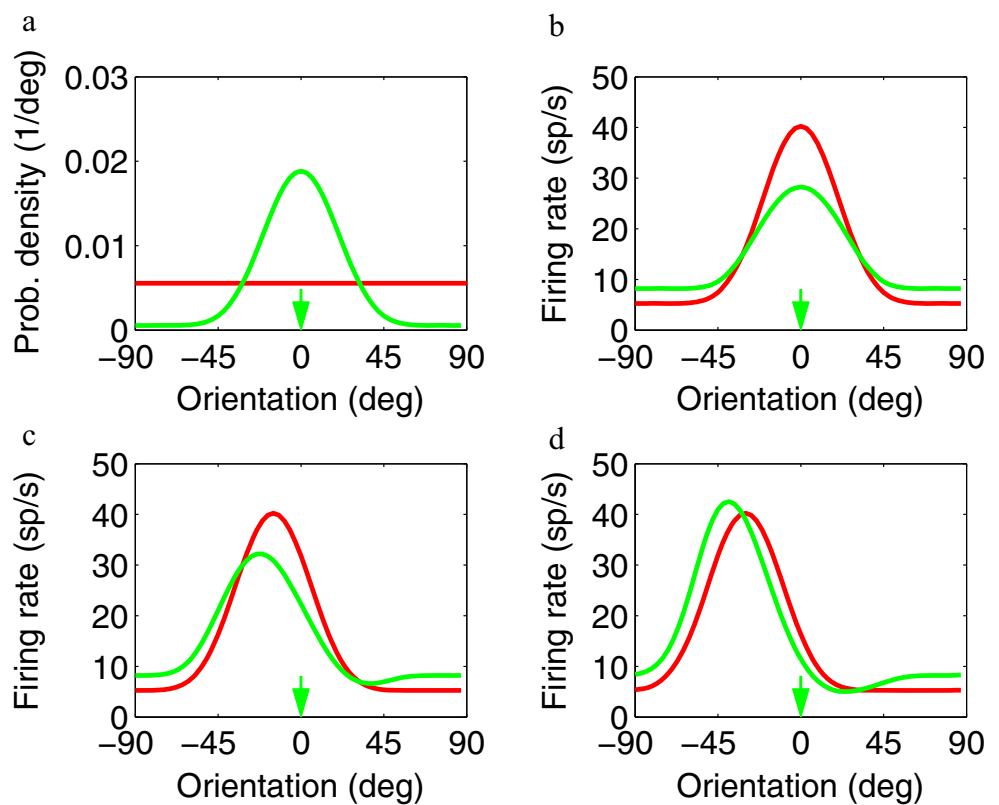 a
Prob. density (1/deg)
0.03
0.02
0.01
0
−90 −45 0 45 90
Orientation (deg)
b
Firing rate (sp/s)
50
40
30
20
10
0
−90 −45 0 45 90
Orientation (deg)
c
Firing rate (sp/s)
50
40
30
20
10
0
−90 −45 0 45 90
Orientation (deg)
d
Firing rate (sp/s)
50
40
30
20
10
0
−90 −45 0 45 90
Orientation (deg)